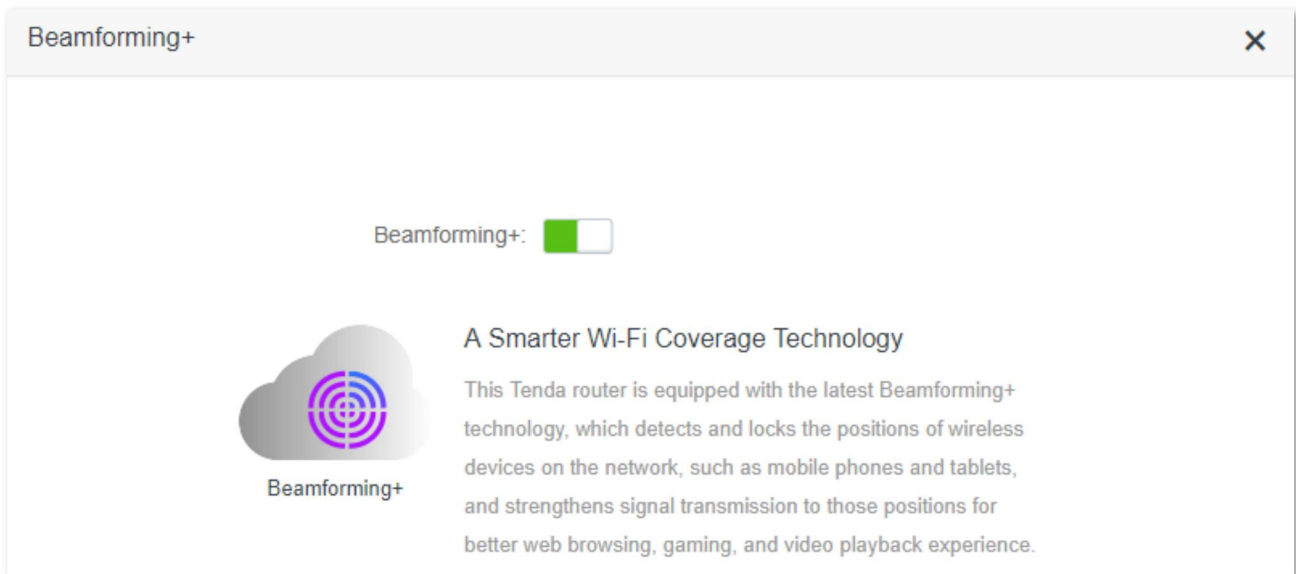 Beamforming+
Beamforming+:
A Smarter Wi-Fi Coverage Technology
This Tenda router is equipped with the latest Beamforming+
technology, which detects and locks the positions of wireless
devices on the network, such as mobile phones and tablets,
and strengthens signal transmission to those positions for
better web browsing, gaming, and video playback experience.
Beamforming+